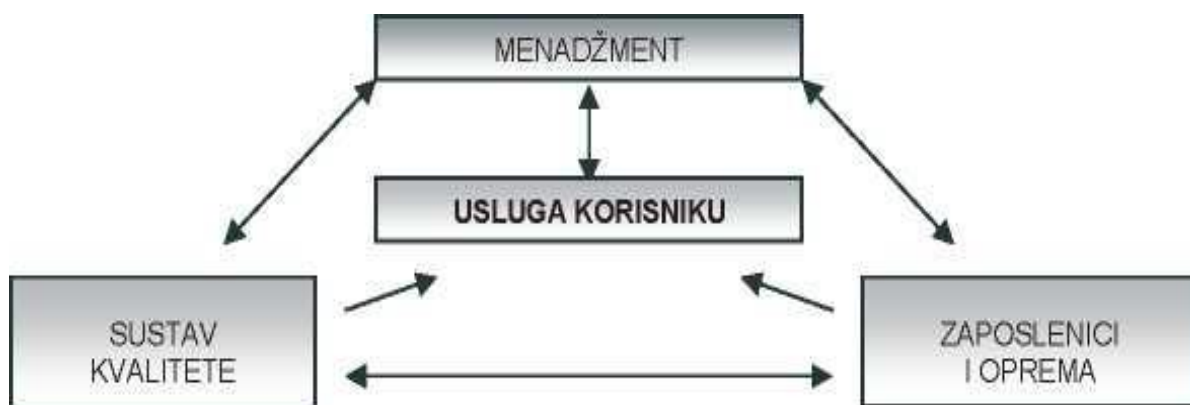 MENADŽMENT
USLUGA KORISNIKU
SUSTAV
KVALITETE
ZAPOSLENICI
I OPREMA